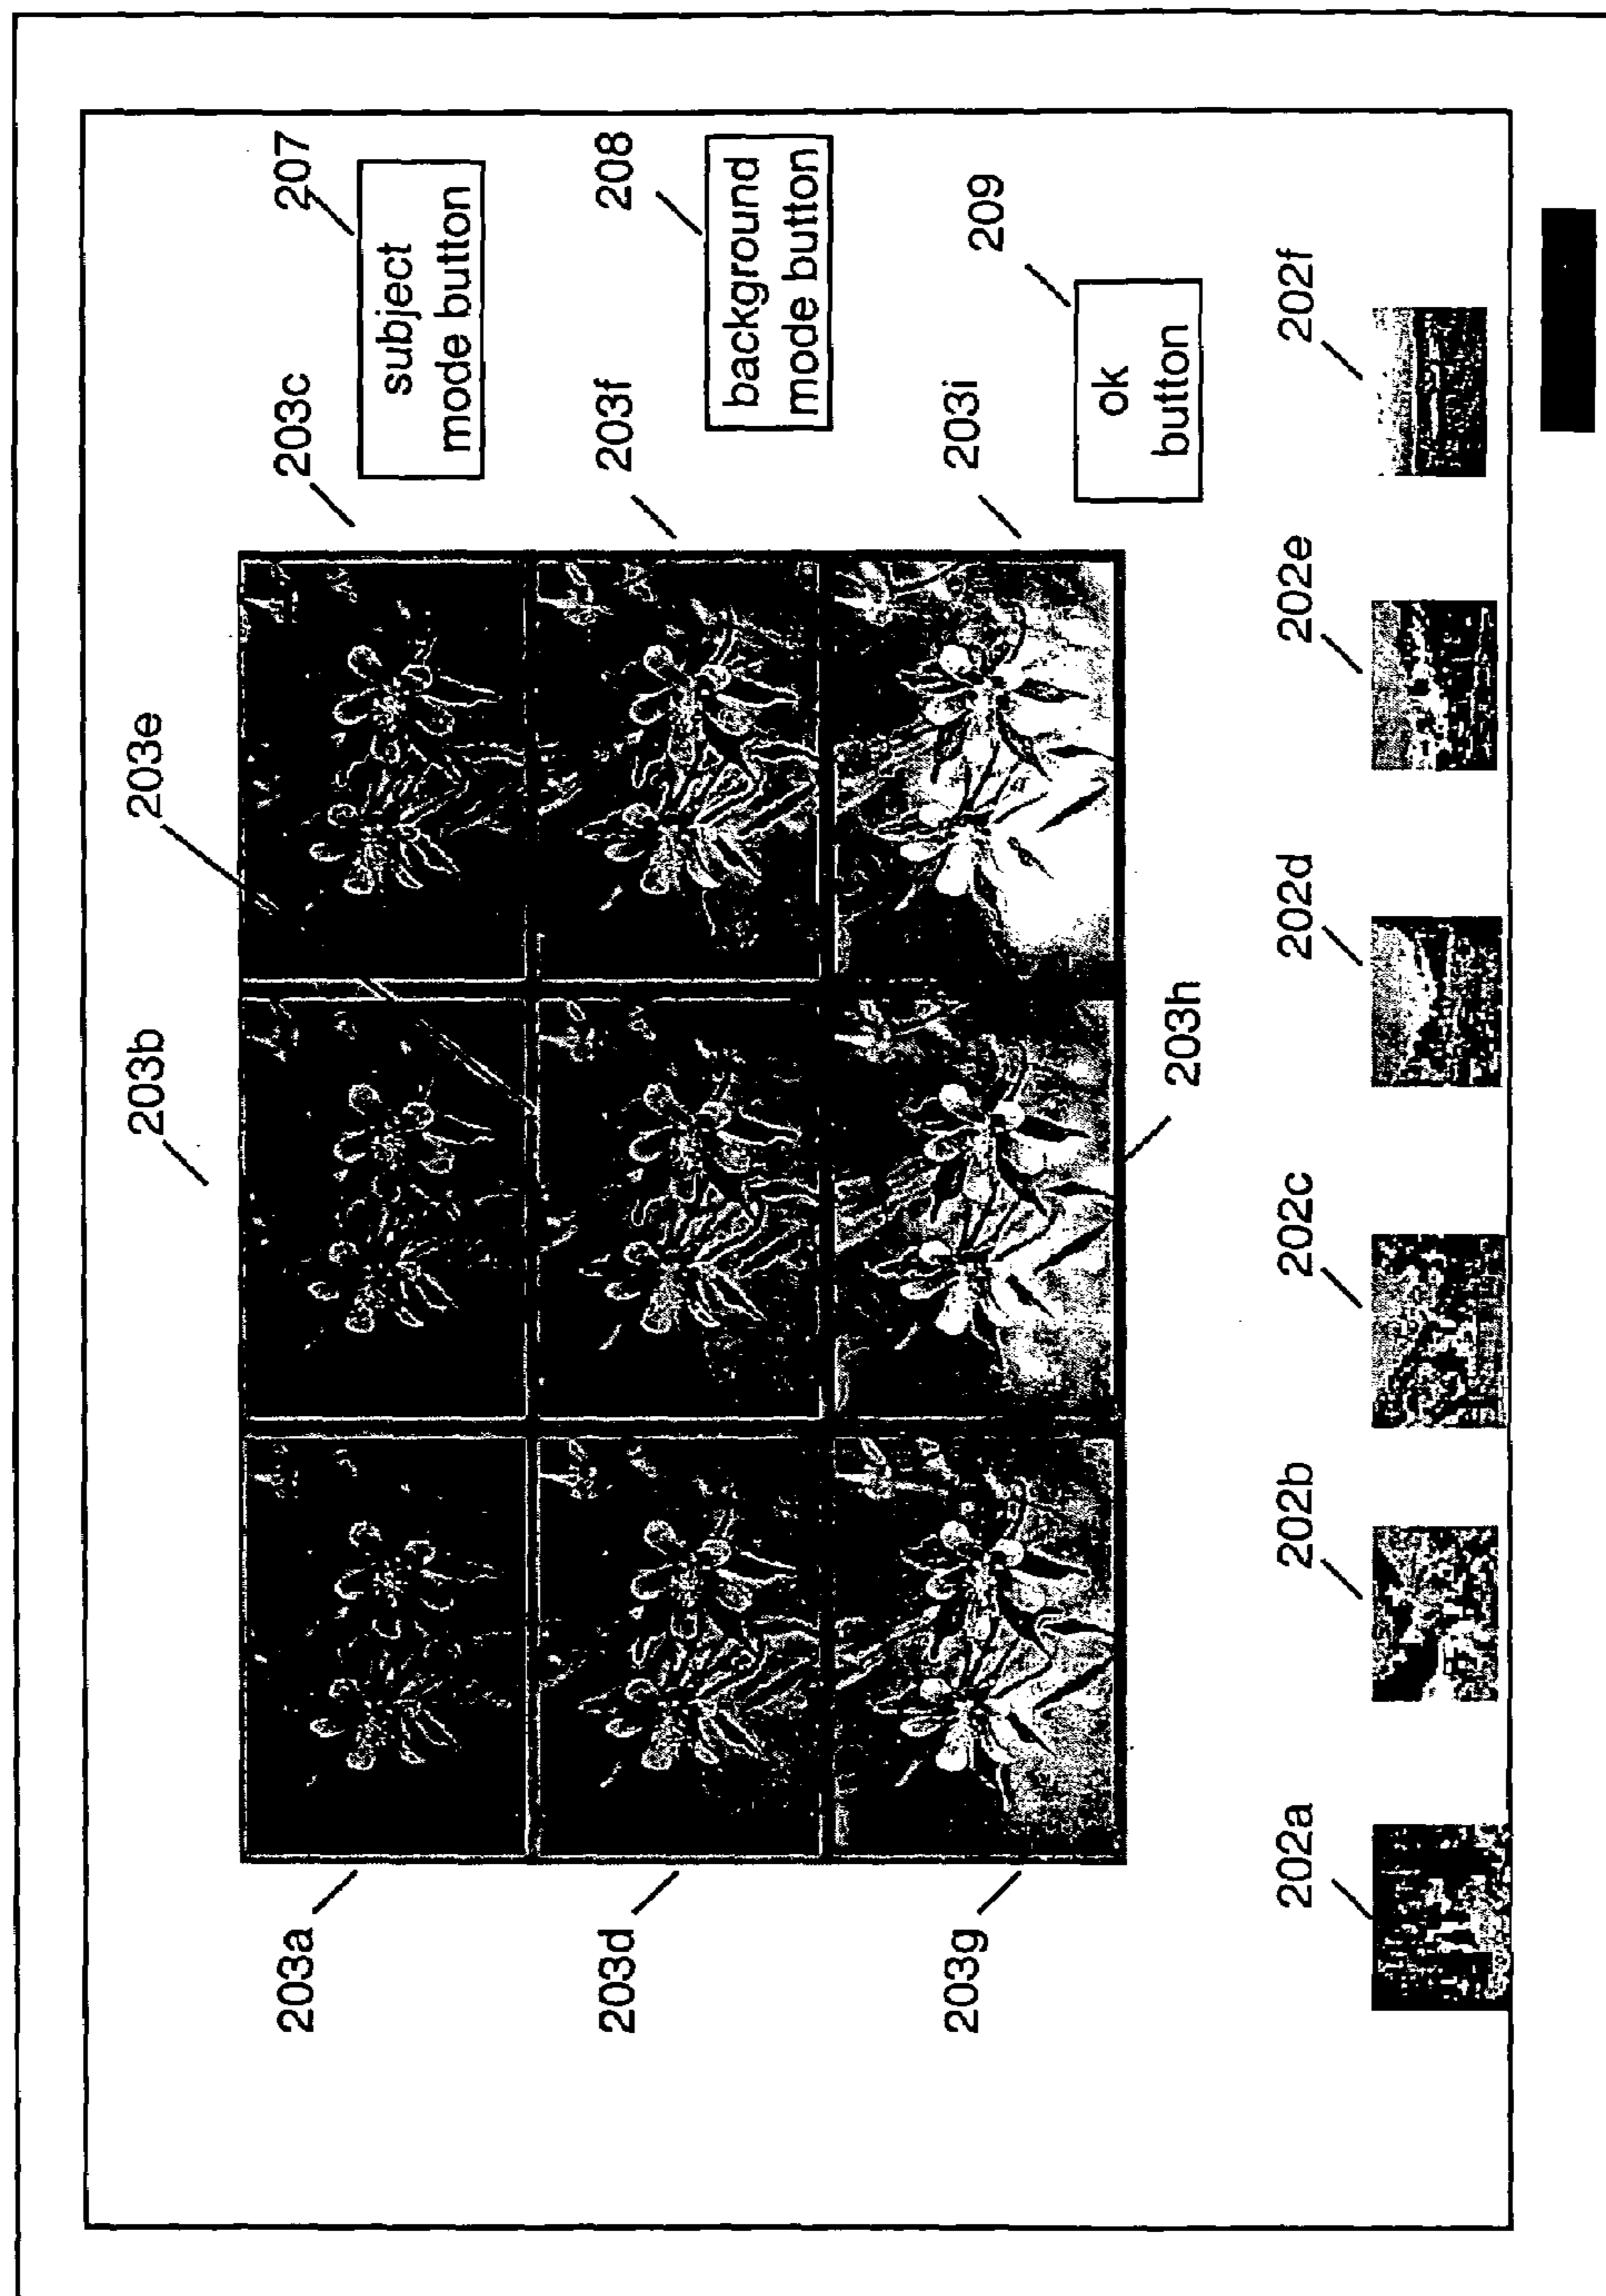 203b
203e
203c
207
subject
mode button
203a
203d
203f
208
background
mode button
203g
203h
203i
209
ok
button
202a
202b
202c
202d
202e
202f